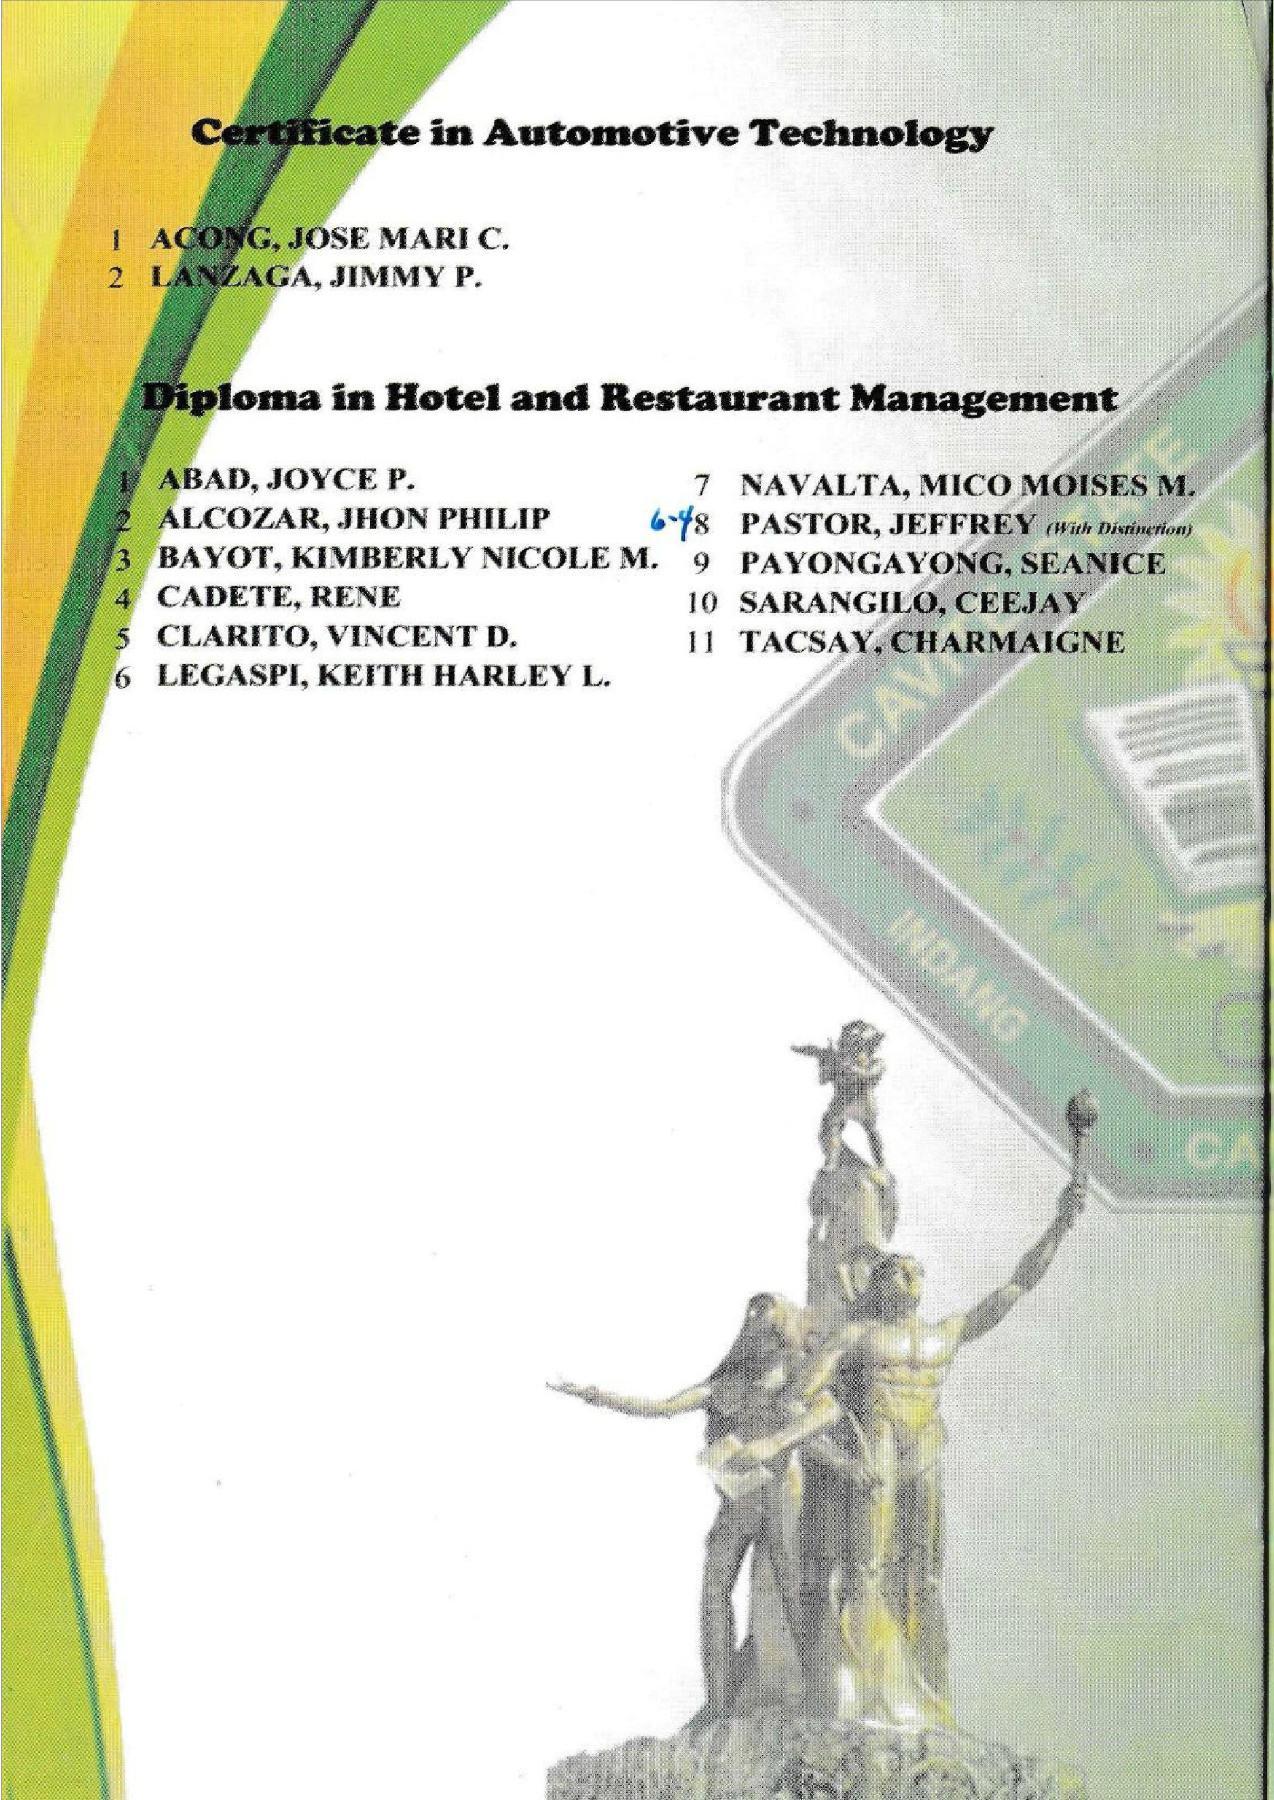 Certificate in Automotive Technology
1 ACONG, JOSE MARI C.
2 LANZAGA, JIMMY P.
Diploma in Hotel and Restaurant Management
1 ABAD, JOYCE P.
2 ALCOZAR, JHON PHILIP
3 BAYOT, KIMBERLY NICOLE M.
4 CADETE, RENE
5 CLARITO, VINCENT D.
6 LEGASPI, KEITH HARLEY L.
7 NAVALTA, MICO MOISES M.
6-4 8 PASTOR, JEFFREY (With Distinction)
9 PAYONGAYONG, SEANICE
10 SARANGILO, CEEJAY
11 TACSAY, CHARMAIGNE
CAVITE
INDANG
CA